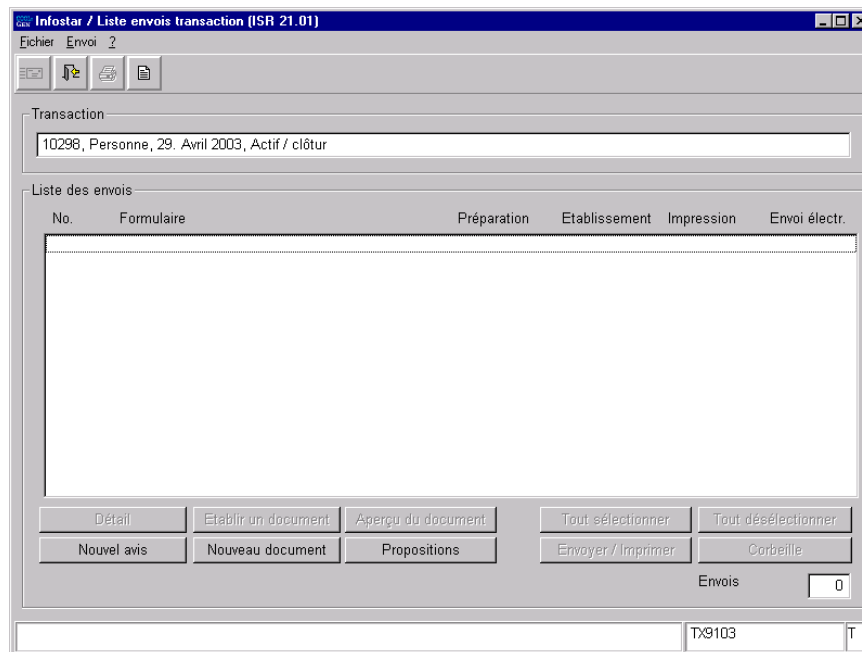 GEN Infostar / Liste envois transaction (ISR 21.01)
Fichier Envoi ?
Transaction
10298, Personne, 29. Avril 2003, Actif / clôtur
Liste des envois
No. Formulaire Préparation Etablissement Impression Envoi électr.
Détail Etablir un document Aperçu du document Tout sélectionner Tout désélectionner
Nouvel avis Nouveau document Propositions Envoyer / Imprimer Corbeille
Envois 0
TX9103 T